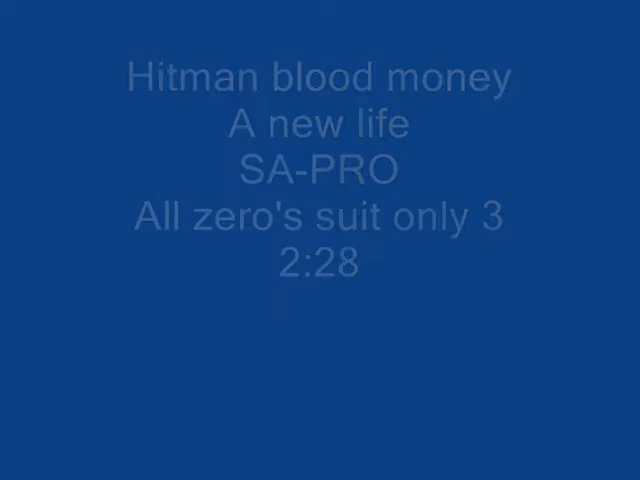 Hitman blood money
A new life
SA-PRO
All zero's suit only 3
2:28